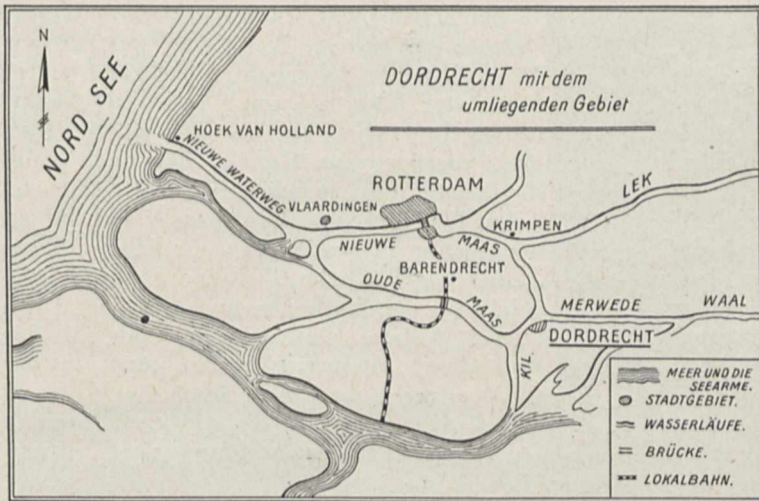 N
NORD SEE
DORDRECHT mit dem
umliegenden Gebiet
HOEK VAN HOLLAND
NIEUWE WATERWEG
VLAARDINGEN
ROTTERDAM
LEK
KRIMPEN
NIEUWE MAAS
BARENDRECHT
OUDE MAAS
MERWEDE
WAAL
DORDRECHT
KIL
MEER UND DIE
SEEARME.
STADTGEBIET.
WASSERLÄUFE.
BRÜCKE.
LOKALBAHN.